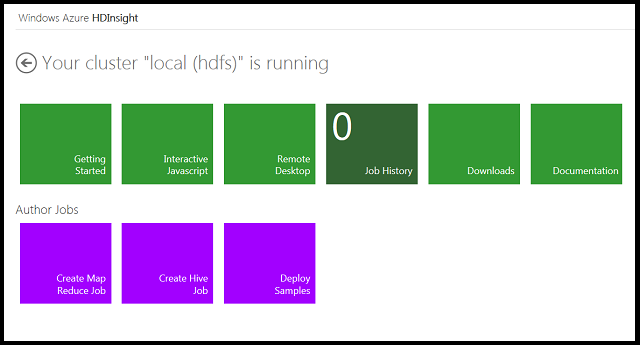 Windows Azure HDInsight
Your cluster "local (hdfs)" is running
0
Getting
Started
Interactive
Javascript
Remote
Desktop
Job History
Downloads
Documentation
Author Jobs
Create Map
Reduce Job
Create Hive
Job
Deploy
Samples